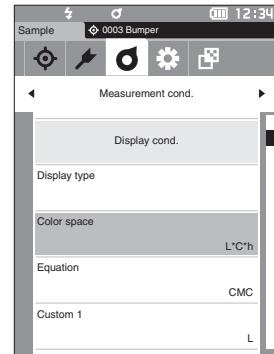 12:34
Sample 0003 Bumper
Measurement cond.
Display cond.
Display type
Color space
L*C*h
Equation
CMC
Custom 1
L